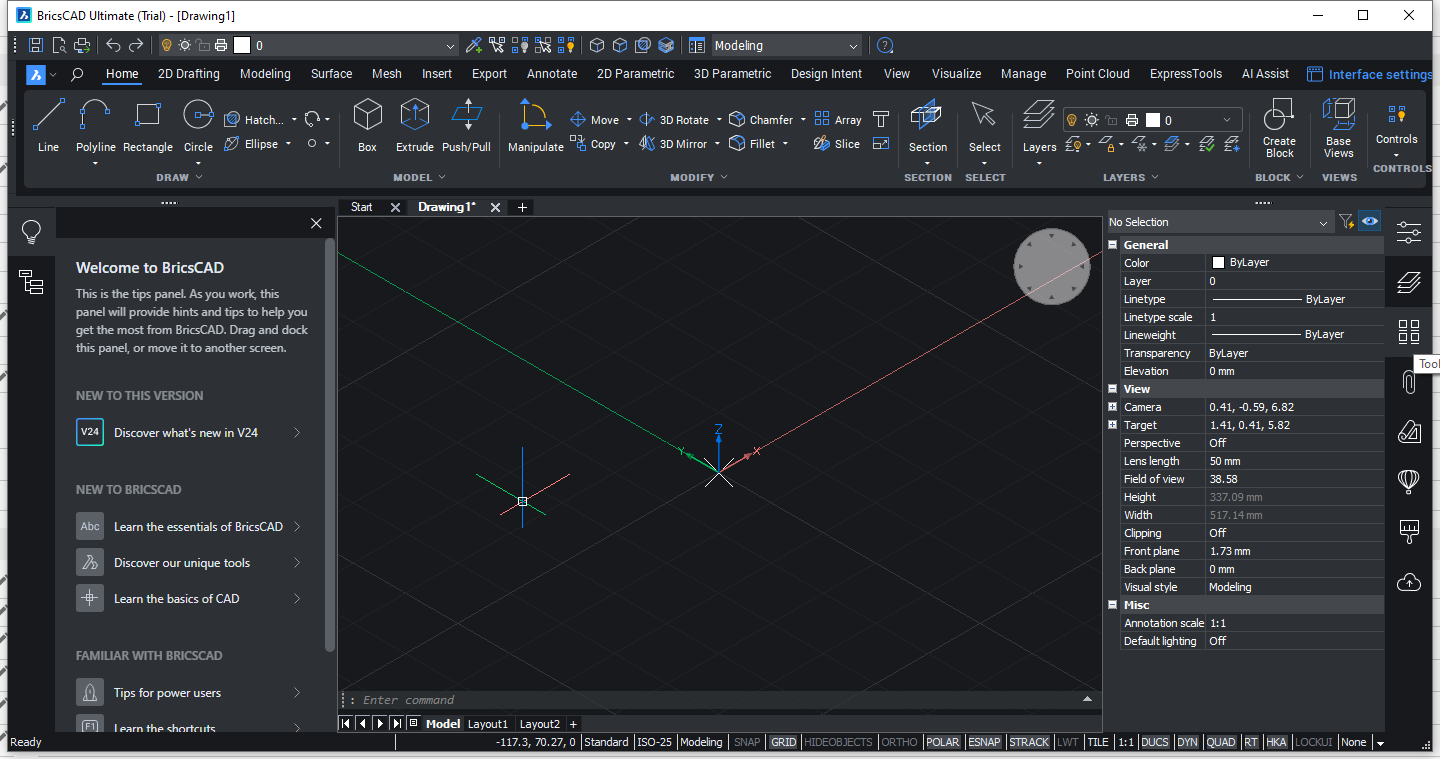 BricsCAD Ultimate (Trial) - [Drawing1]
0
Modeling
Home 2D Drafting Modeling Surface Mesh Insert Export Annotate 2D Parametric 3D Parametric Design Intent View Visualize Manage Point Cloud ExpressTools AI Assist Interface settings
Hatch... Move 3D Rotate Chamfer Array 0
Line Polyline Rectangle Circle Ellipse Box Extrude Push/Pull Manipulate Copy 3D Mirror Fillet Slice Section Select Layers Create Block Base Views Controls
DRAW MODEL MODIFY SECTION SELECT LAYERS BLOCK VIEWS CONTROLS
Start Drawing1*
Welcome to BricsCAD
This is the tips panel. As you work, this
panel will provide hints and tips to help you
get the most from BricsCAD. Drag and dock
this panel, or move it to another screen.
NEW TO THIS VERSION
V24 Discover what's new in V24
NEW TO BRICSCAD
Abc Learn the essentials of BricsCAD
Discover our unique tools
Learn the basics of CAD
FAMILIAR WITH BRICSCAD
Tips for power users
F1 Learn the shortcuts
Z
Y X
: Enter command
Model Layout1 Layout2 +
No Selection
General
Color ByLayer
Layer 0
Linetype ByLayer
Linetype scale 1
Lineweight ByLayer
Transparency ByLayer
Elevation 0 mm
View
Camera 0.41, -0.59, 6.82
Target 1.41, 0.41, 5.82
Perspective Off
Lens length 50 mm
Field of view 38.58
Height 337.09 mm
Width 517.14 mm
Clipping Off
Front plane 1.73 mm
Back plane 0 mm
Visual style Modeling
Misc
Annotation scale 1:1
Default lighting Off
Tool
Ready -117.3, 70.27, 0 Standard ISO-25 Modeling SNAP GRID HIDEOBJECTS ORTHO POLAR ESNAP STRACK LWT TILE 1:1 DUCS DYN QUAD RT HKA LOCKUI None